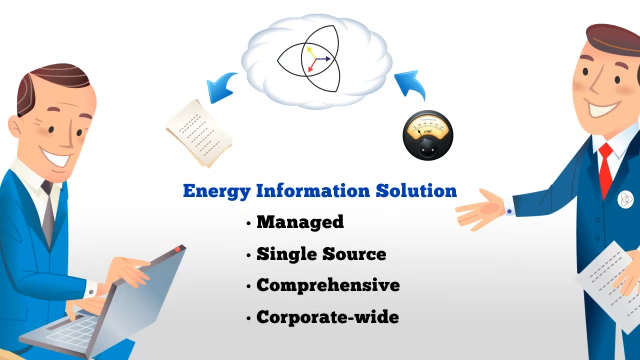 Energy Information Solution
· Managed
· Single Source
· Comprehensive
· Corporate-wide